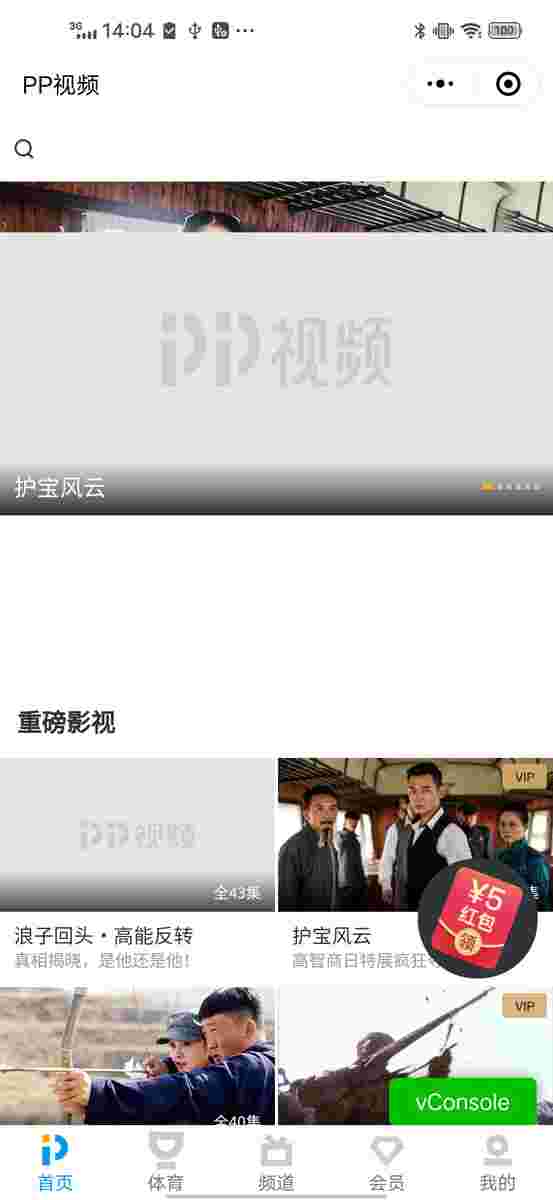 3G 14:04 100
PP视频
PP视频
护宝风云
重磅影视
PP视频
全43集
VIP
浪子回头·高能反转
真相揭晓，是他还是他！
护宝风云
高智商日特展疯狂
¥5
红包
领
全40集
VIP
vConsole
首页
体育
频道
会员
我的